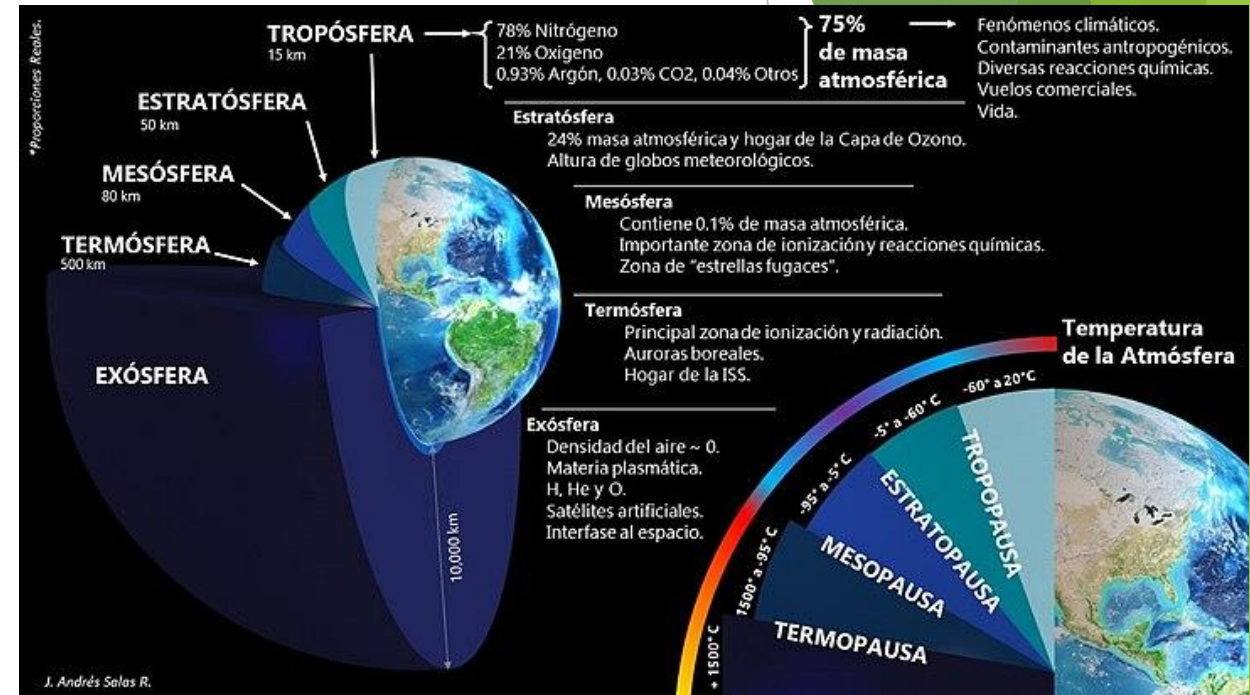 *Proporciones Reales.
TROPÓSFERA
15 km
78% Nitrógeno
21% Oxigeno
0.93% Argón, 0.03% CO2, 0.04% Otros
75%
de masa
atmosférica
Fenómenos climáticos.
Contaminantes antropogénicos.
Diversas reacciones químicas.
Vuelos comerciales.
Vida.
ESTRATÓSFERA
50 km
MESÓSFERA
80 km
TERMÓSFERA
500 km
EXÓSFERA
10,000 km
Estratósfera
24% masa atmosférica y hogar de la Capa de Ozono.
Altura de globos meteorológicos.
Mesósfera
Contiene 0.1% de masa atmosférica.
Importante zona de ionización y reacciones químicas.
Zona de “estrellas fugaces”.
Termósfera
Principal zona de ionización y radiación.
Auroras boreales.
Hogar de la ISS.
Exósfera
Densidad del aire ~ 0.
Materia plasmática.
H, He y O.
Satélites artificiales.
Interfase al espacio.
Temperatura
de la Atmósfera
-60° a 20°C
-5° a -60° C
-95° a -5° C
1500° a -95° C
+ 1500° C
TROPOPAUSA
ESTRATOPAUSA
MESOPAUSA
TERMOPAUSA
J. Andrés Salas R.